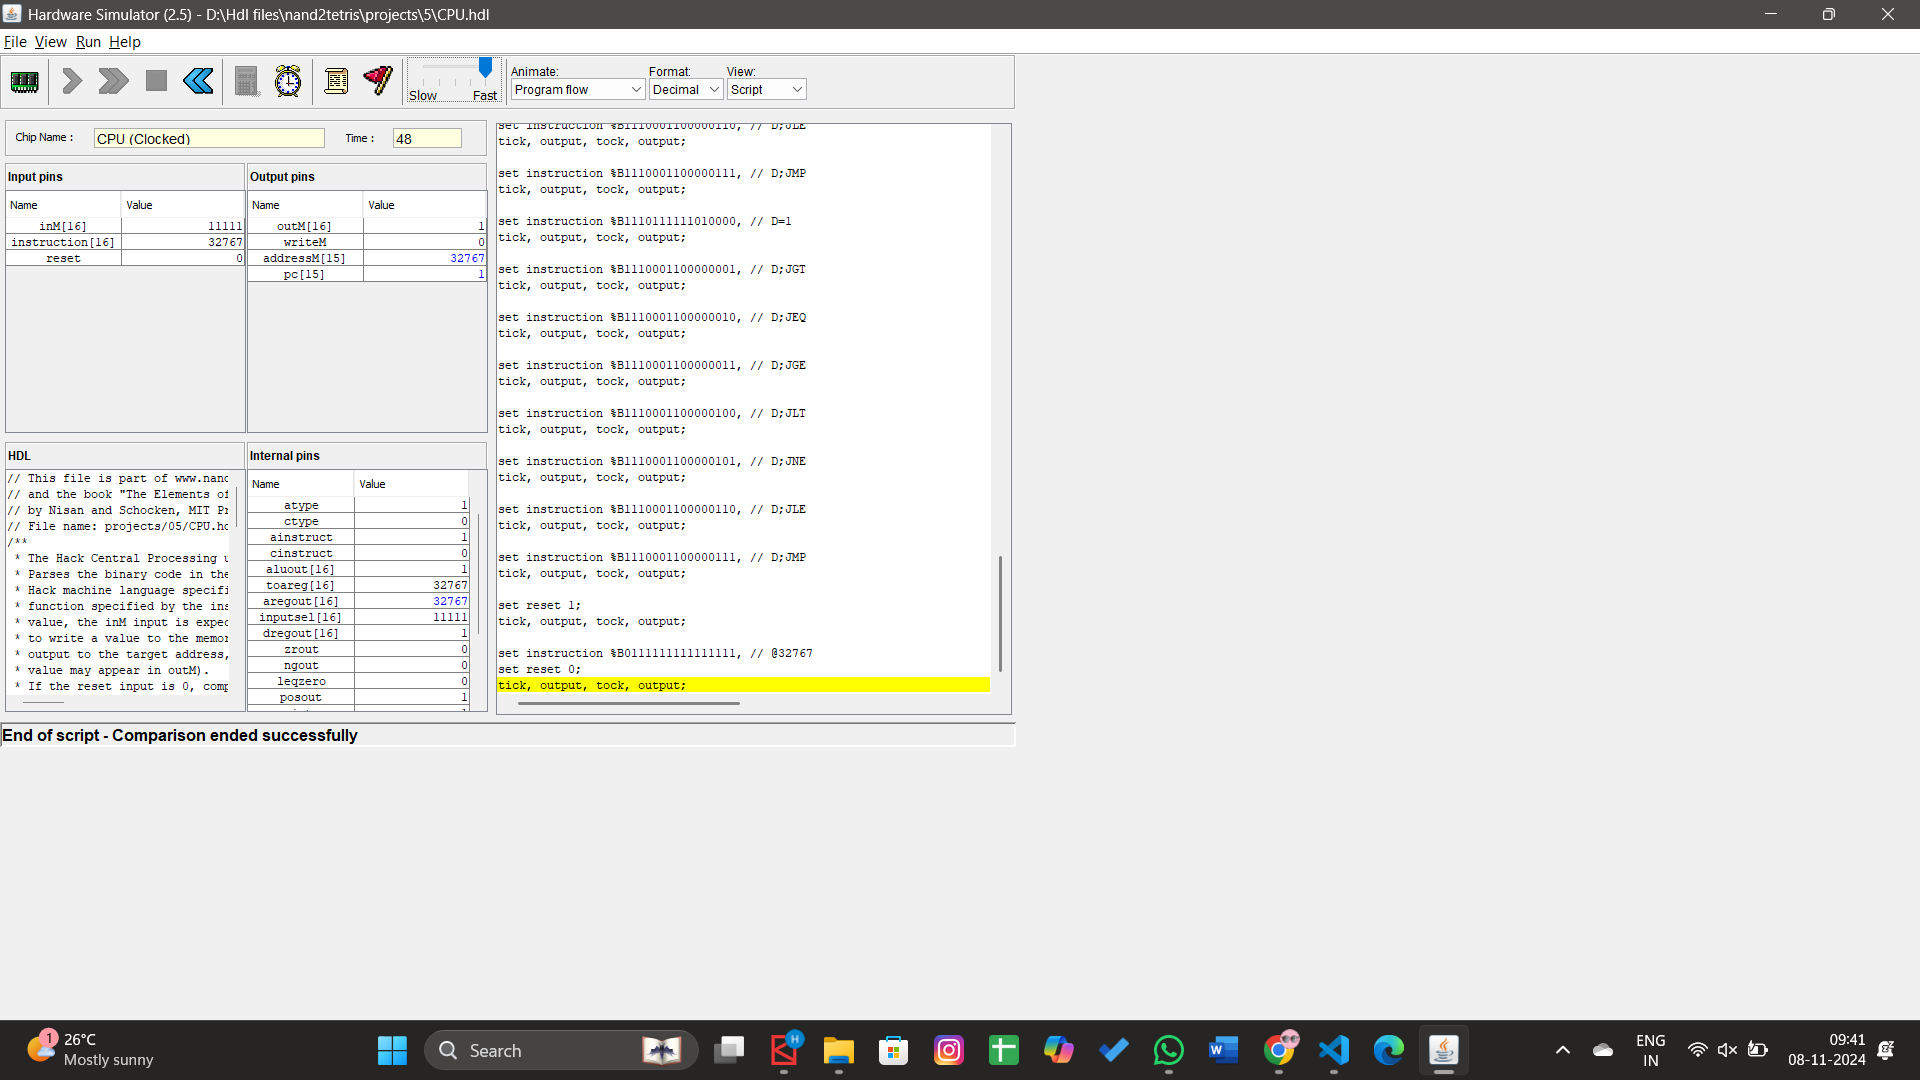 Hardware Simulator (2.5) - D:\Hdl files\nand2tetris\projects\5\CPU.hdl
File View Run Help
Slow Fast
Animate: Format: View:
Program flow Decimal Script
Chip Name : CPU (Clocked) Time : 48
Input pins
Name Value
inM[16] 11111
instruction[16] 32767
reset 0
Output pins
Name Value
outM[16] 1
writeM 0
addressM[15] 32767
pc[15] 1
HDL
// This file is part of www.nand
// and the book "The Elements of
// by Nisan and Schocken, MIT Pr
// File name: projects/05/CPU.hd
/**
* The Hack Central Processing u
* Parses the binary code in the
* Hack machine language specifi
* function specified by the ins
* value, the inM input is expec
* to write a value to the memor
* output to the target address,
* value may appear in outM).
* If the reset input is 0, comp
Internal pins
Name Value
atype 1
ctype 0
ainstruct 1
cinstruct 0
aluout[16] 1
toareg[16] 32767
aregout[16] 32767
inputsel[16] 11111
dregout[16] 1
zrout 0
ngout 0
leqzero 0
posout 1
set instruction %B1110001100000110, // D;JLE
tick, output, tock, output;
set instruction %B1110001100000111, // D;JMP
tick, output, tock, output;
set instruction %B1110111111010000, // D=1
tick, output, tock, output;
set instruction %B1110001100000001, // D;JGT
tick, output, tock, output;
set instruction %B1110001100000010, // D;JEQ
tick, output, tock, output;
set instruction %B1110001100000011, // D;JGE
tick, output, tock, output;
set instruction %B1110001100000100, // D;JLT
tick, output, tock, output;
set instruction %B1110001100000101, // D;JNE
tick, output, tock, output;
set instruction %B1110001100000110, // D;JLE
tick, output, tock, output;
set instruction %B1110001100000111, // D;JMP
tick, output, tock, output;
set reset 1;
tick, output, tock, output;
set instruction %B0111111111111111, // @32767
set reset 0;
tick, output, tock, output;
End of script - Comparison ended successfully
1
26°C
Mostly sunny
Search
H
W
ENG
IN
09:41
08-11-2024